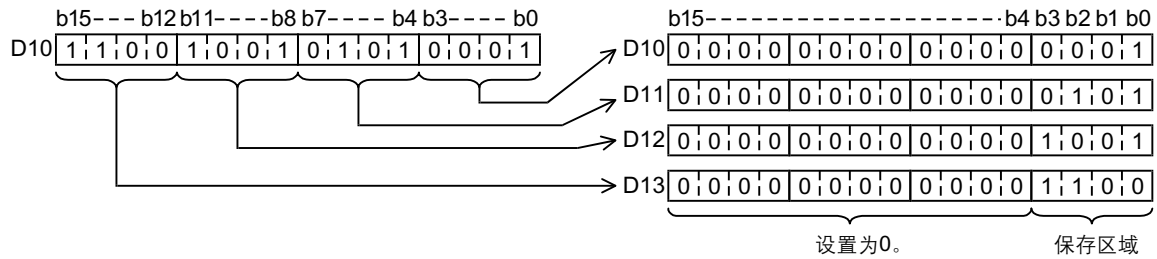 b15----b12 b11----b8 b7----b4 b3----b0
b15--------------------b4 b3 b2 b1 b0
D10 1 1 0 0 1 0 0 1 0 1 0 1 0 0 0 1
D10 0 0 0 0 0 0 0 0 0 0 0 0 0 0 0 1
D11 0 0 0 0 0 0 0 0 0 0 0 0 0 1 0 1
D12 0 0 0 0 0 0 0 0 0 0 0 0 1 0 0 1
D13 0 0 0 0 0 0 0 0 0 0 0 0 1 1 0 0
设置为0。
保存区域